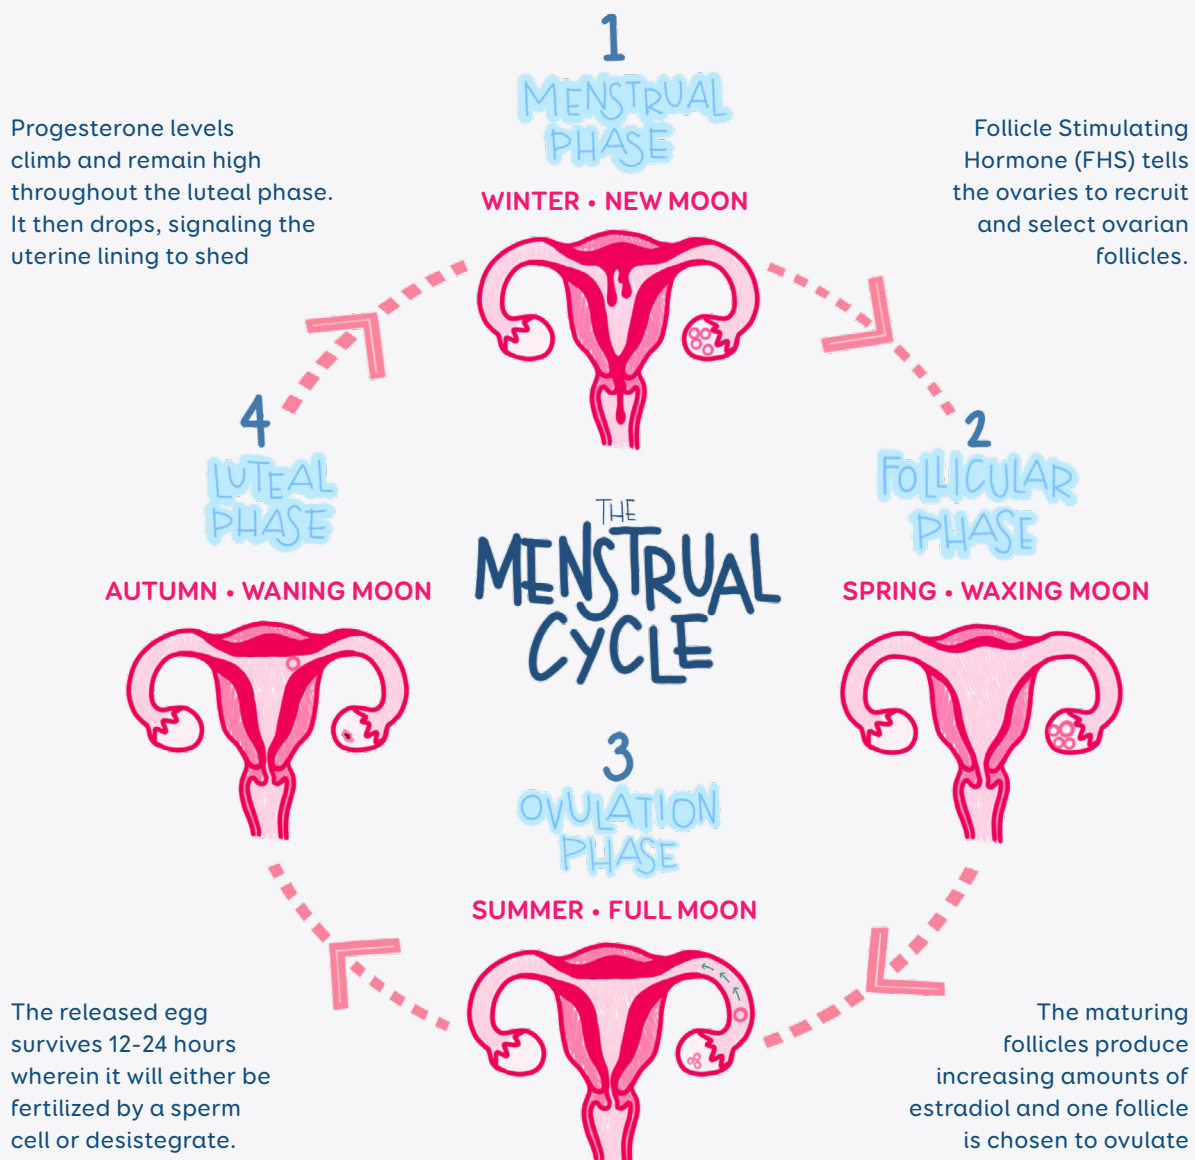 1
MENSTRUAL
PHASE
WINTER • NEW MOON
Progesterone levels
climb and remain high
throughout the luteal phase.
It then drops, signaling the
uterine lining to shed
Follicle Stimulating
Hormone (FHS) tells
the ovaries to recruit
and select ovarian
follicles.
4
LUTEAL
PHASE
AUTUMN • WANING MOON
THE
MENSTRUAL
CYCLE
2
FOLLICULAR
PHASE
SPRING • WAXING MOON
3
OVULATION
PHASE
SUMMER • FULL MOON
The released egg
survives 12-24 hours
wherein it will either be
fertilized by a sperm
cell or desistegrate.
The maturing
follicles produce
increasing amounts of
estradiol and one follicle
is chosen to ovulate